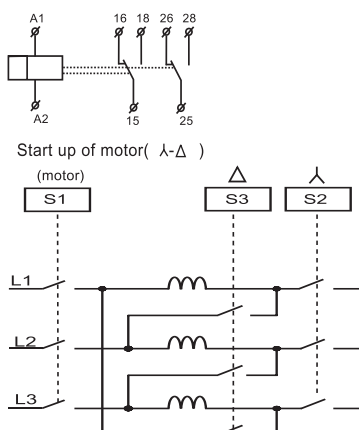 A1
16 18 26 28
A2
15 25
Start up of motor( ⅄-Δ )
(motor) Δ ⅄
S1 S3 S2
L1
L2
L3